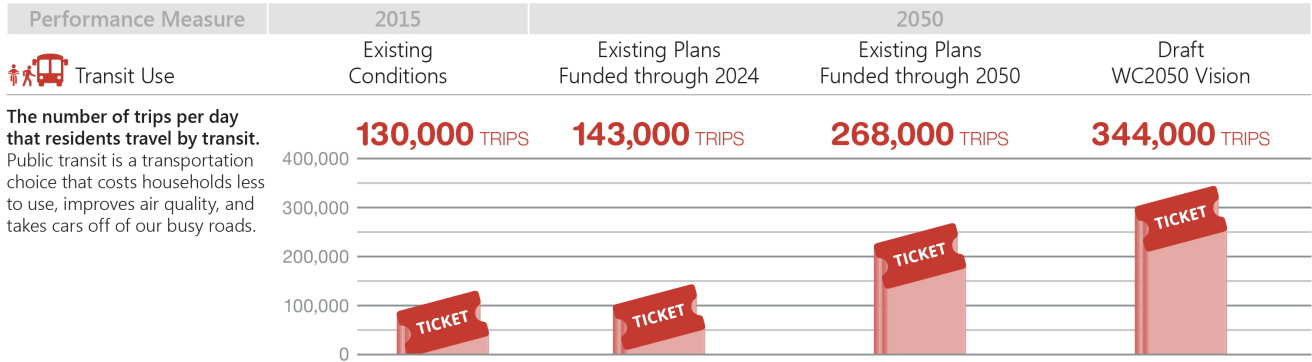 Performance Measure 2015 2050
Transit Use
Existing
Conditions
Existing Plans
Funded through 2024
Existing Plans
Funded through 2050
Draft
WC2050 Vision
The number of trips per day
that residents travel by transit.
Public transit is a transportation
choice that costs households less
to use, improves air quality, and
takes cars off of our busy roads.
130,000 TRIPS
143,000 TRIPS
268,000 TRIPS
344,000 TRIPS
400,000
300,000
200,000
100,000
0
TICKET
TICKET
TICKET
TICKET